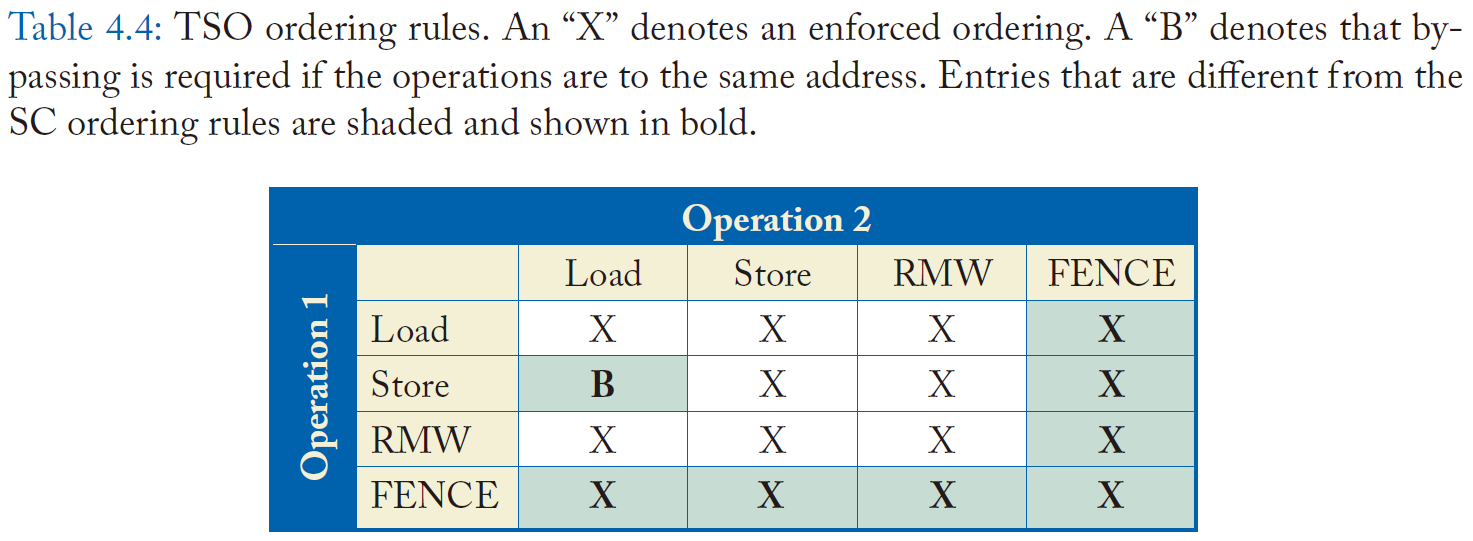 Table 4.4: TSO ordering rules. An “X” denotes an enforced ordering. A “B” denotes that by-
passing is required if the operations are to the same address. Entries that are different from the
SC ordering rules are shaded and shown in bold.
Operation 2
Operation 1
Load Store RMW FENCE
Load X X X X
Store B X X X
RMW X X X X
FENCE X X X X